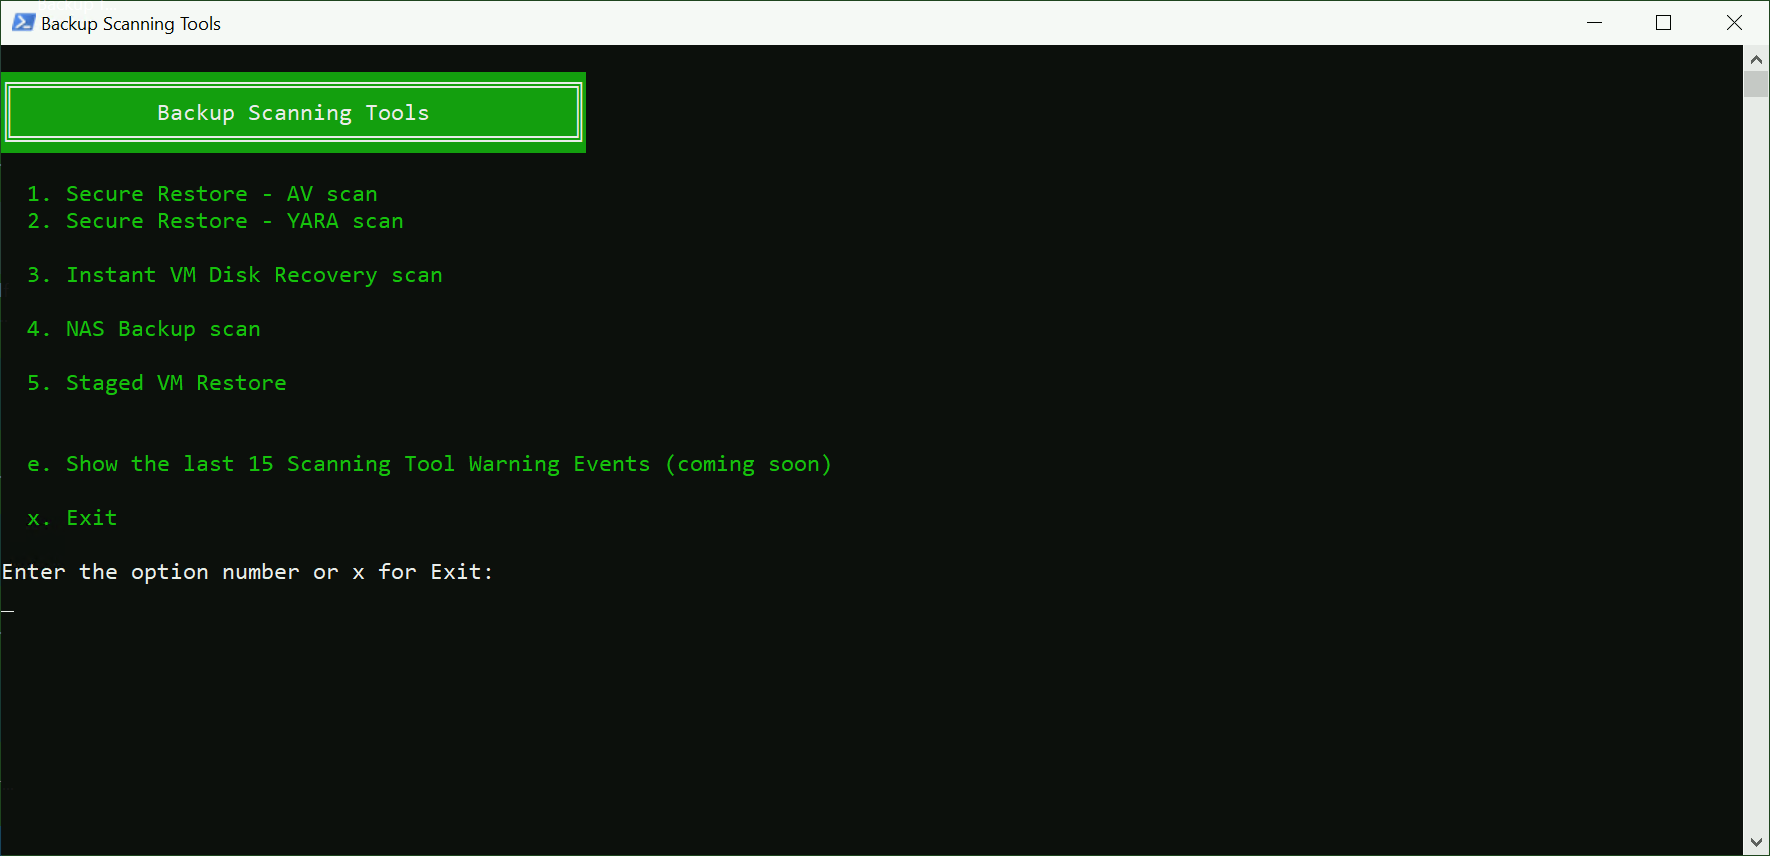 Backup Scanning Tools
Backup Scanning Tools
1. Secure Restore - AV scan
2. Secure Restore - YARA scan
3. Instant VM Disk Recovery scan
4. NAS Backup scan
5. Staged VM Restore
e. Show the last 15 Scanning Tool Warning Events (coming soon)
x. Exit
Enter the option number or x for Exit: